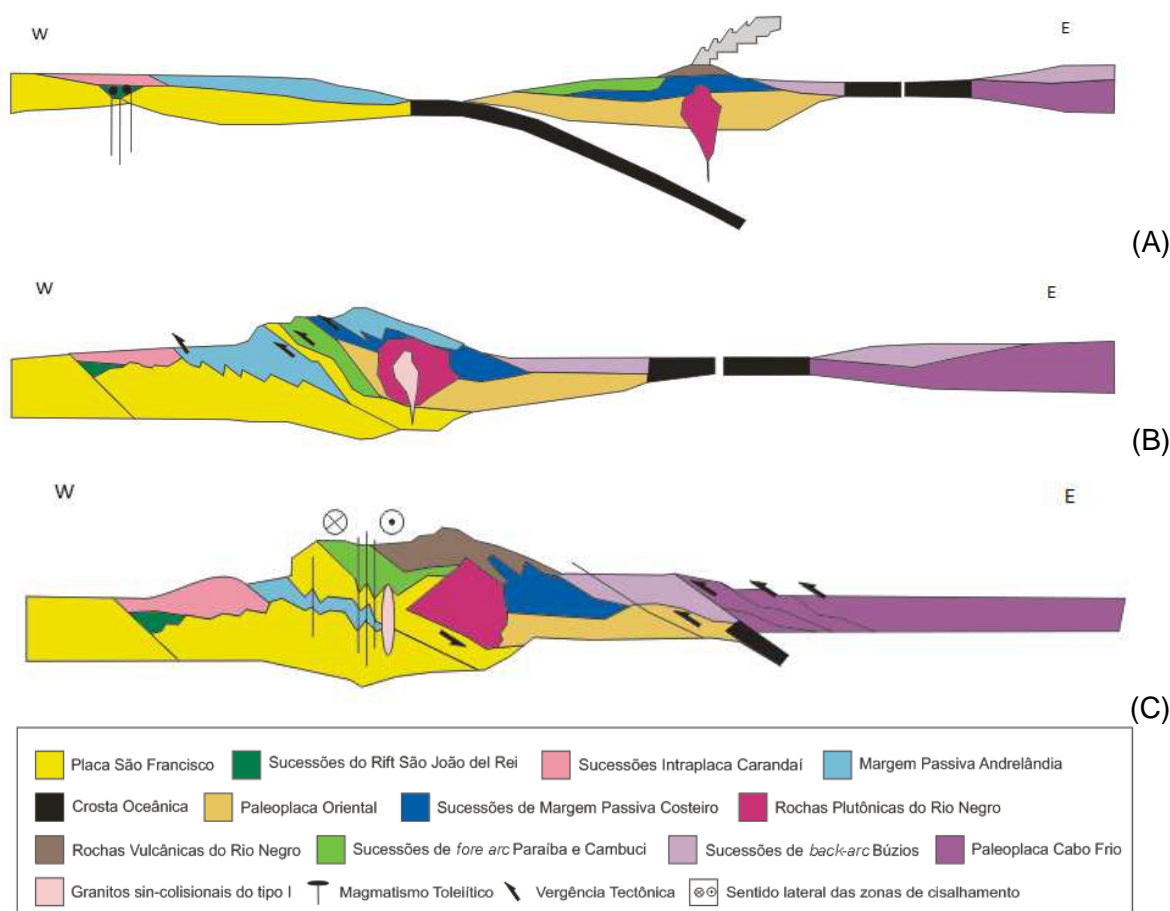 W E
(A)
W E
(B)
W E
(C)
Placa São Francisco Sucessões do Rift São João del Rei Sucessões Intraplaca Carandaí Margem Passiva Andrelândia
Crosta Oceânica Paleoplaca Oriental Sucessões de Margem Passiva Costeiro Rochas Plutônicas do Rio Negro
Rochas Vulcânicas do Rio Negro Sucessões de fore arc Paraíba e Cambuci Sucessões de back-arc Búzios Paleoplaca Cabo Frio
Granitos sin-colisionais do tipo I Magmatismo Toleiítico Vergência Tectônica Sentido lateral das zonas de cisalhamento